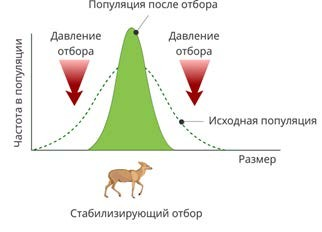 Популяция после отбора
Давление
отбора
Давление
отбора
Частота в популяции
Исходная популяция
Размер
Стабилизирующий отбор